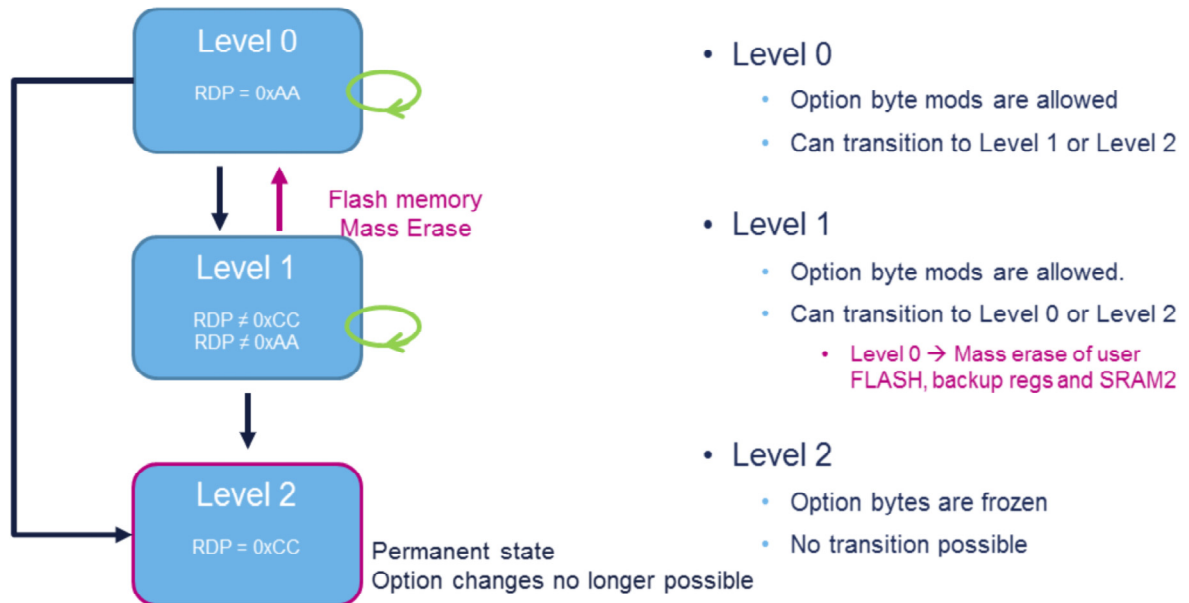 Level 0
RDP = 0xAA
Flash memory
Mass Erase
Level 1
RDP ≠ 0xCC
RDP ≠ 0xAA
Level 2
RDP = 0xCC
Permanent state
Option changes no longer possible
• Level 0
• Option byte mods are allowed
• Can transition to Level 1 or Level 2
• Level 1
• Option byte mods are allowed.
• Can transition to Level 0 or Level 2
• Level 0 → Mass erase of user
FLASH, backup regs and SRAM2
• Level 2
• Option bytes are frozen
• No transition possible